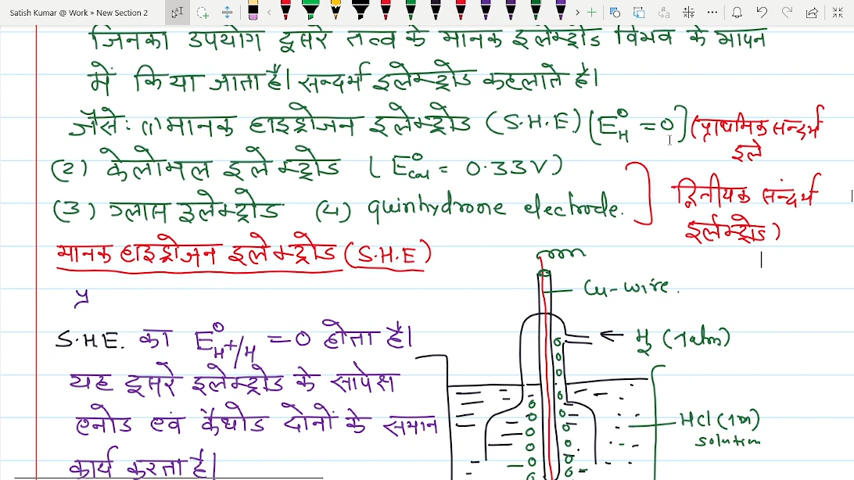 Satish Kumar @ Work » New Section 2
जिनका उपयोग दूसरे तत्व के मानक इलेक्ट्रोड विभव के मापन
में किया जाता है। सन्दर्भ इलेक्ट्रोड कहलाते है।
जैसे: (1) मानक हाइड्रोजन इलेक्ट्रोड (S.H.E) (E°H = 0] (प्राथमिक सन्दर्भ इले
(2) केलोमल इलेक्ट्रोड (E°cal = 0.33V)
(3) ग्लास इलेक्ट्रोड (4) quinhydrone electrode.
द्वितीयक संदर्भ
इलेक्ट्रोड)
मानक हाइड्रोजन इलेक्ट्रोड (S.H.E)
प्र
S.H.E. का E°H+/H = 0 होता है।
यह दूसरे इलेक्ट्रोड के सापेक्ष
एनोड एवं कैथोड दोनों के समान
कार्य करता है।
Cu-wire.
(1atm)
HCl (1M)
solution